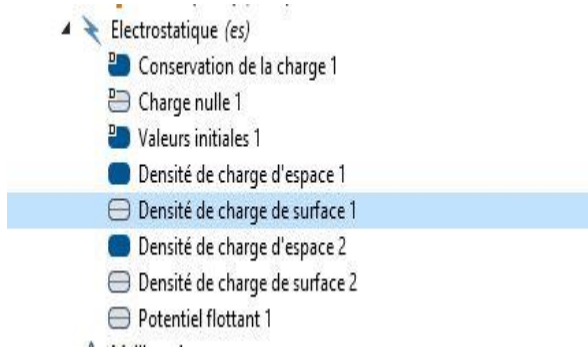 Electrostatique (es)
Conservation de la charge 1
Charge nulle 1
Valeurs initiales 1
Densité de charge d'espace 1
Densité de charge de surface 1
Densité de charge d'espace 2
Densité de charge de surface 2
Potentiel flottant 1